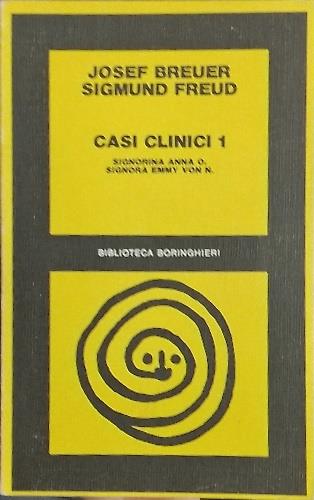 JOSEF BREUER
SIGMUND FREUD
CASI CLINICI 1
SIGNORINA ANNA O.
SIGNORA EMMY VON N.
BIBLIOTECA BORINGHIERI